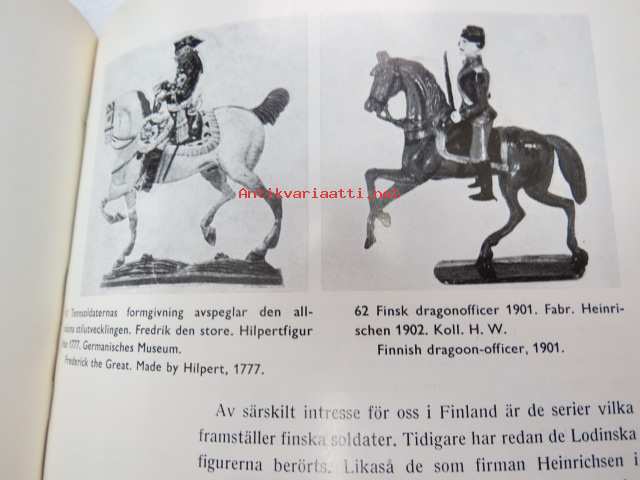 Antikvariaatti.net
Tennsoldaternas formgivning avspeglar den all-
stilutvecklingen. Fredrik den store. Hilpertfigur
1777. Germanisches Museum.
Frederick the Great. Made by Hilpert, 1777.
62 Finsk dragonofficer 1901. Fabr. Heinri-
schen 1902. Koll. H. W.
Finnish dragoon-officer, 1901.
Av särskilt intresse för oss i Finland är de serier vilka
framställer finska soldater. Tidigare har redan de Lodinska
figurerna berörts. Likaså de som firman Heinrichsen i